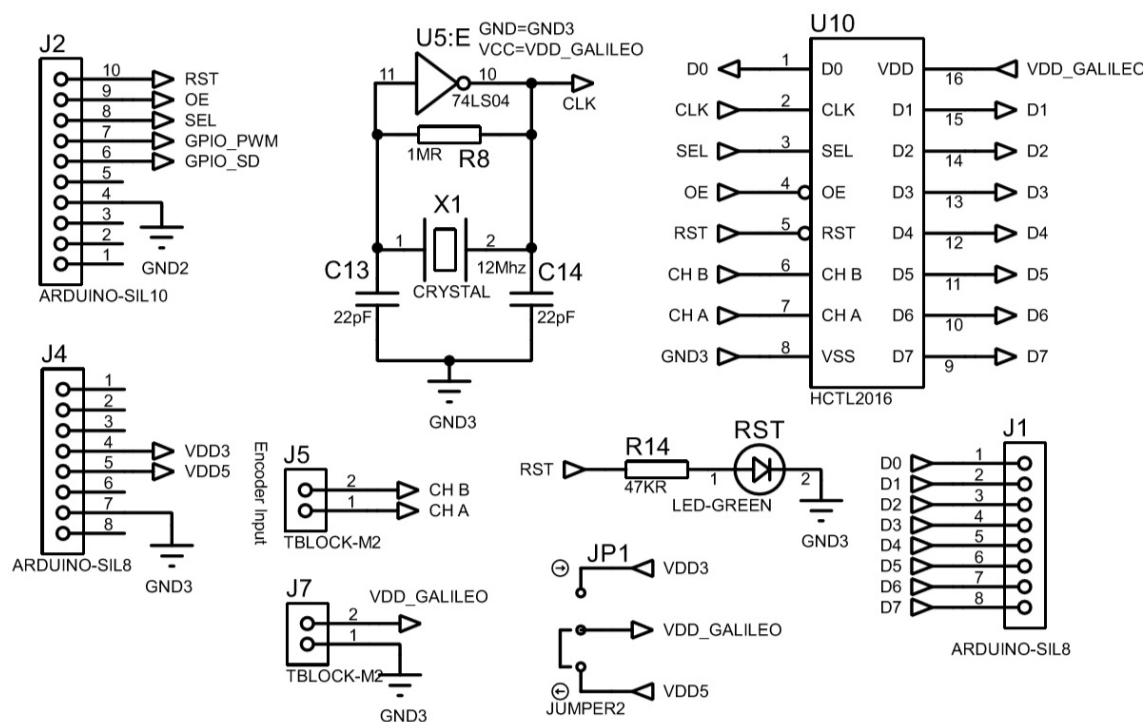 J2
10 RST
9 OE
8 SEL
7 GPIO_PWM
6 GPIO_SD
5
4
3
2
1
GND2
ARDUINO-SIL10
U5:E
GND=GND3
VCC=VDD_GALILEO
11
10
74LS04
CLK
1MR
R8
X1
1
2
12Mhz
CRYSTAL
C13
22pF
C14
22pF
GND3
U10
D0 1 D0
CLK 2 CLK
SEL 3 SEL
OE 4 OE
RST 5 RST
CH B 6 CH B
CH A 7 CH A
GND3 8 VSS
VDD 16 VDD_GALILEO
D1 15 D1
D2 14 D2
D3 13 D3
D4 12 D4
D5 11 D5
D6 10 D6
D7 9 D7
HCTL2016
J4
1
2
3
4 VDD3
5 VDD5
6
7
8
ARDUINO-SIL8
GND3
Encoder Input
J5
2 CH B
1 CH A
TBLOCK-M2
J7
VDD_GALILEO
2
1
TBLOCK-M2
GND3
RST
R14
47KR
RST
1
2
LED-GREEN
GND3
JP1
VDD3
VDD_GALILEO
VDD5
JUMPER2
J1
D0 1
D1 2
D2 3
D3 4
D4 5
D5 6
D6 7
D7 8
ARDUINO-SIL8